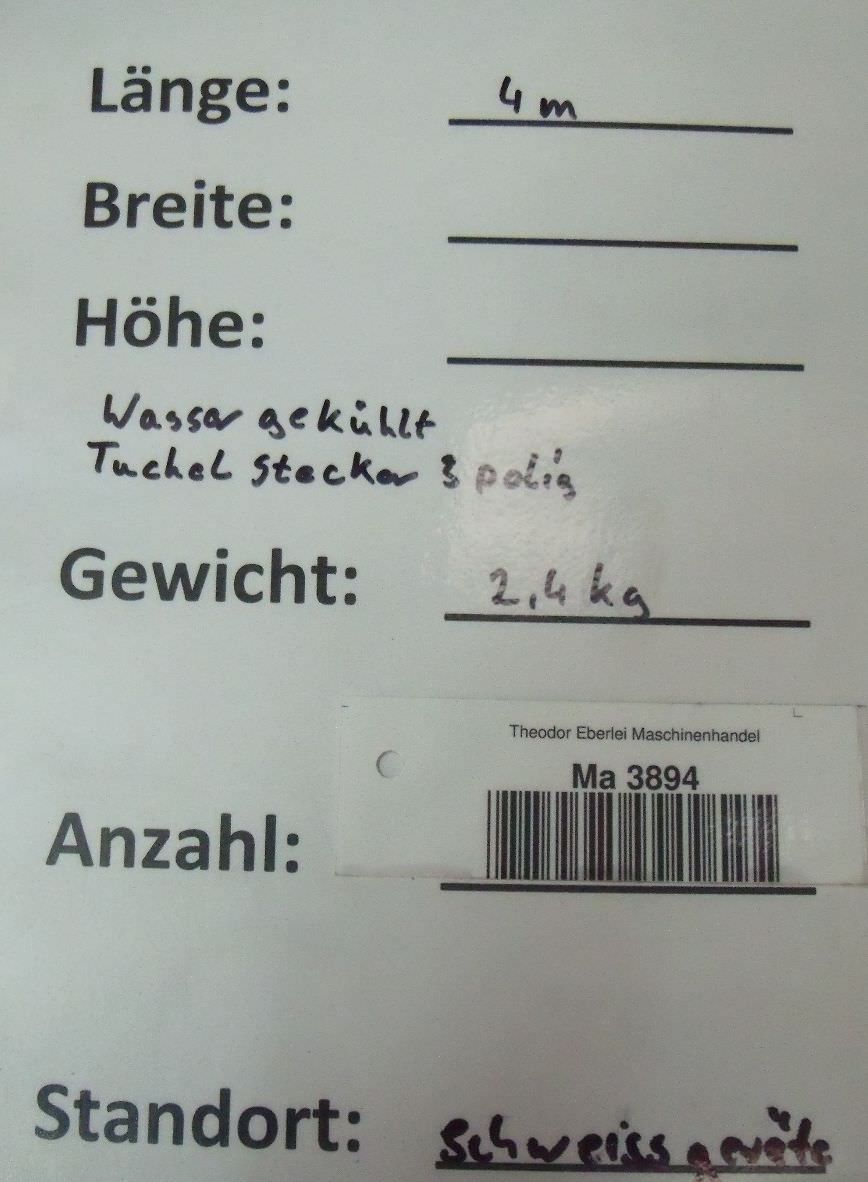 Länge: 4 m
Breite:
Höhe:
Wasser gekühlt
Tuchel Stecker 3 polig
Gewicht: 2,4 kg
Theodor Eberlei Maschinenhandel
Ma 3894
Anzahl:
Standort: Schweissgeräte